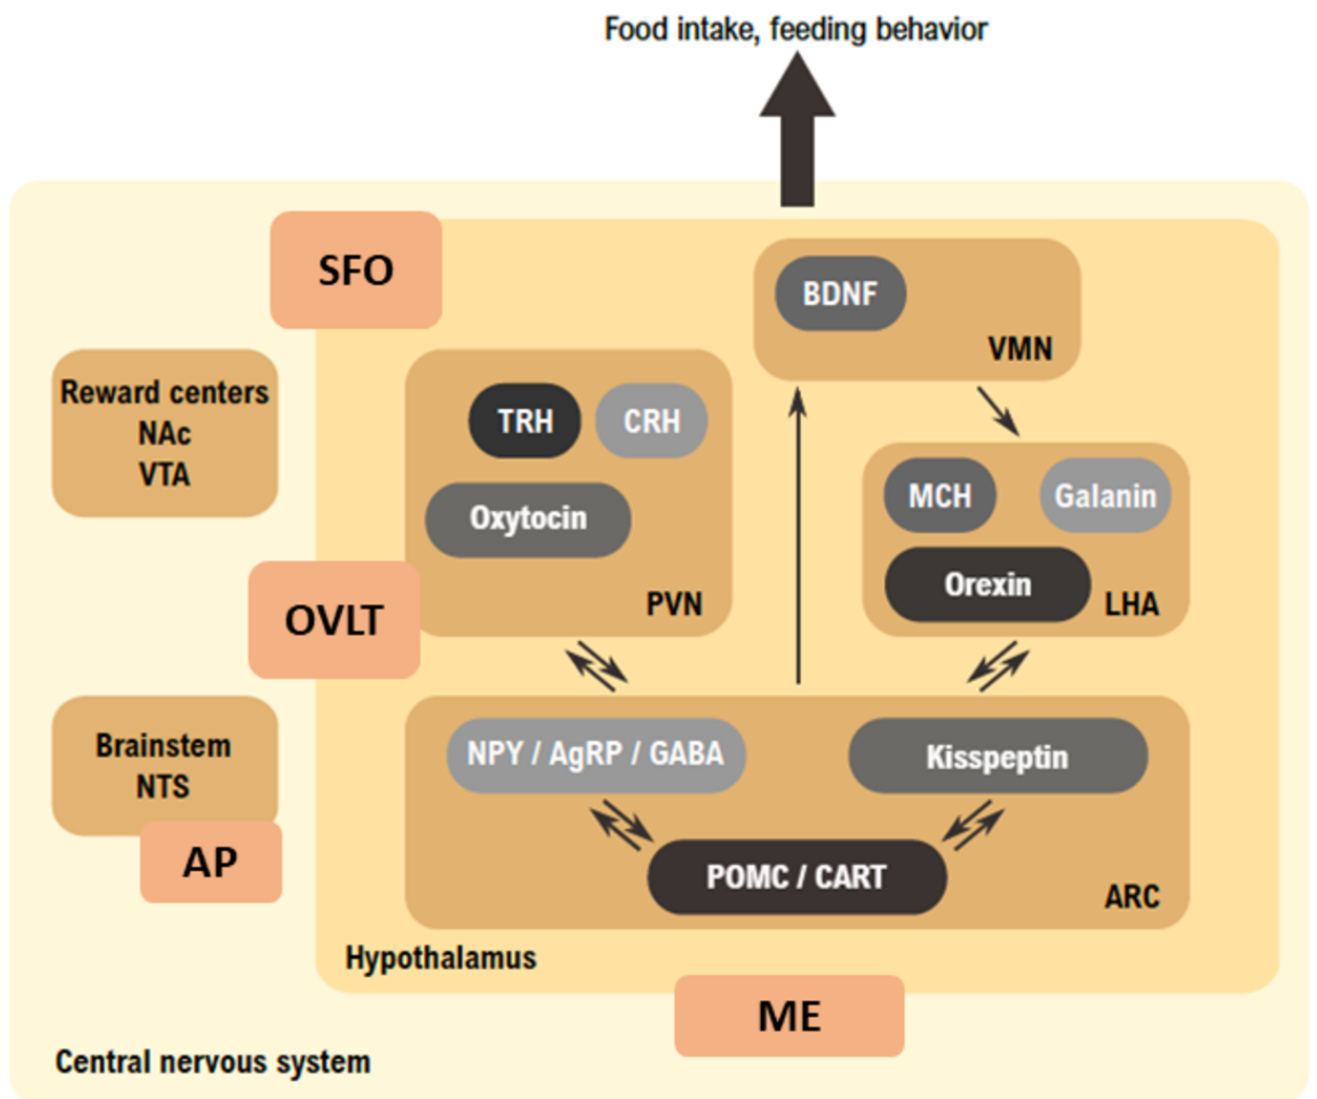 Food intake, feeding behavior
SFO
BDNF
VMN
Reward centers
NAc
VTA
TRH
CRH
Oxytocin
PVN
MCH
Galanin
Orexin
LHA
OVLT
Brainstem
NTS
AP
NPY / AgRP / GABA
Kisspeptin
POMC / CART
ARC
Hypothalamus
ME
Central nervous system